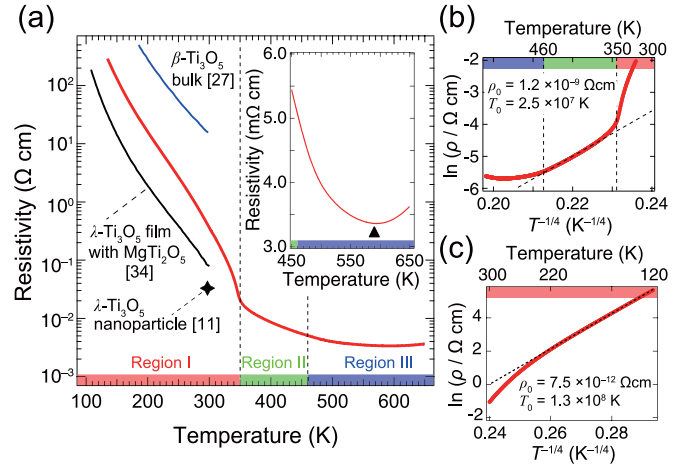 (a)
Resistivity (Ω cm)
10²
10¹
10⁰
10⁻¹
10⁻²
10⁻³
β-Ti₃O₅
bulk [27]
λ-Ti₃O₅ film
with MgTi₂O₅
[34]
λ-Ti₃O₅
nanoparticle [11]
Region I
Region II
Region III
100 200 300 400 500 600
Temperature (K)
Resistivity (mΩ cm)
6.0
5.0
4.0
3.0
450 550 650
Temperature (K)
(b)
Temperature (K)
460 350 300
ln (ρ / Ω cm)
-2
-3
-4
-5
-6
ρ₀ = 1.2 ×10⁻⁹ Ωcm
T₀ = 2.5 ×10⁷ K
0.20 0.22 0.24
T⁻¹/⁴ (K⁻¹/⁴)
(c)
Temperature (K)
300 220 120
ln (ρ / Ω cm)
4
2
0
-2
ρ₀ = 7.5 ×10⁻¹² Ωcm
T₀ = 1.3 ×10⁸ K
0.24 0.26 0.28
T⁻¹/⁴ (K⁻¹/⁴)